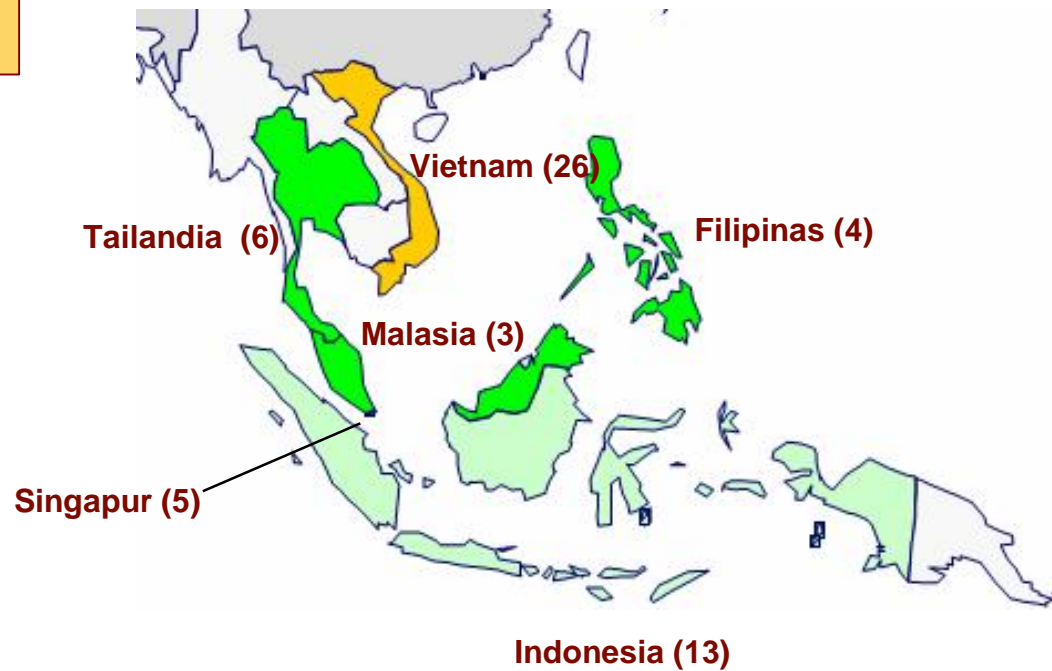 Vietnam (26)
Tailandia (6)
Filipinas (4)
Malasia (3)
Singapur (5)
Indonesia (13)